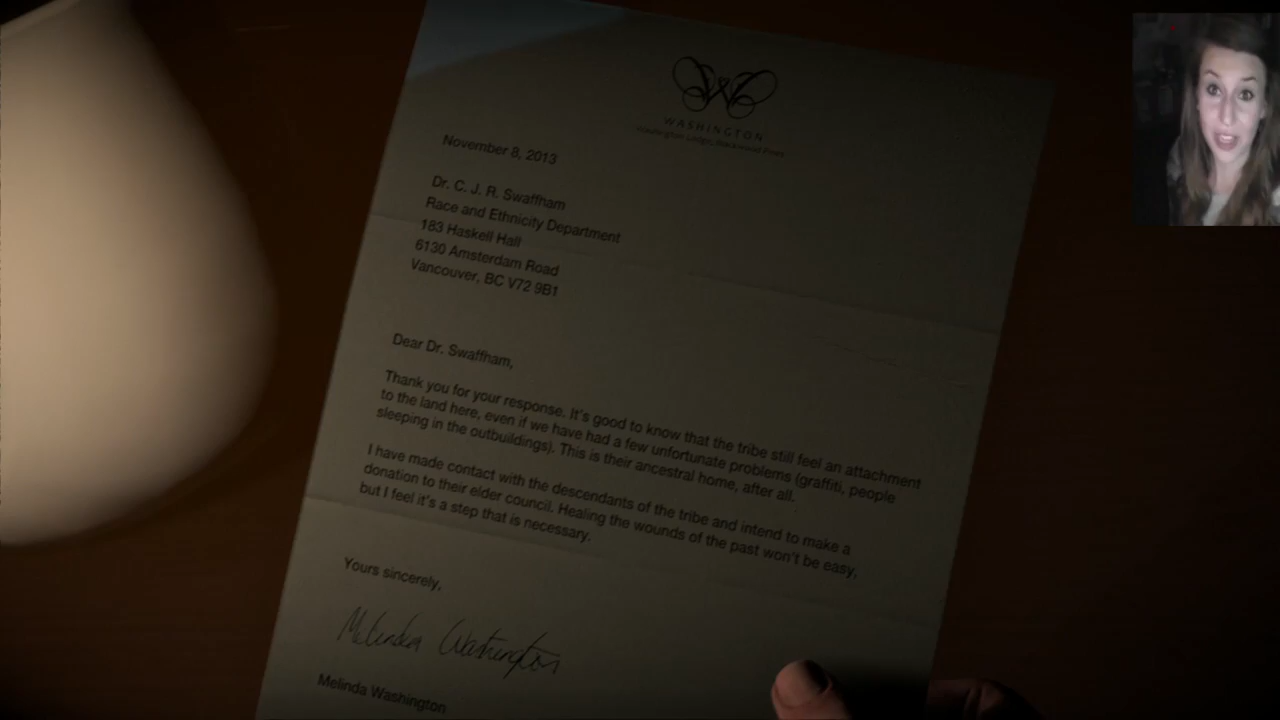 W
WASHINGTON
Washington Lodge, Blackwood Pines
November 8, 2013
Dr. C. J. R. Swaffham
Race and Ethnicity Department
183 Haskell Hall
6130 Amsterdam Road
Vancouver, BC V72 9B1
Dear Dr. Swaffham,
Thank you for your response. It's good to know that the tribe still feel an attachment
to the land here, even if we have had a few unfortunate problems (graffiti, people
sleeping in the outbuildings). This is their ancestral home, after all.
I have made contact with the descendants of the tribe and intend to make a
donation to their elder council. Healing the wounds of the past won't be easy,
but I feel it's a step that is necessary.
Yours sincerely,
Melinda Washington
Melinda Washington